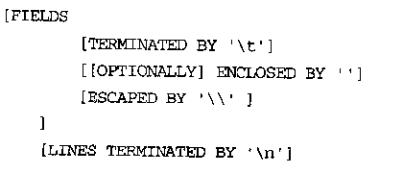 [FIELDS
[TERMINATED BY '\t']
[[OPTIONALLY] ENCLOSED BY '']
[ESCAPED BY '\\' ]
]
[LINES TERMINATED BY '\n']